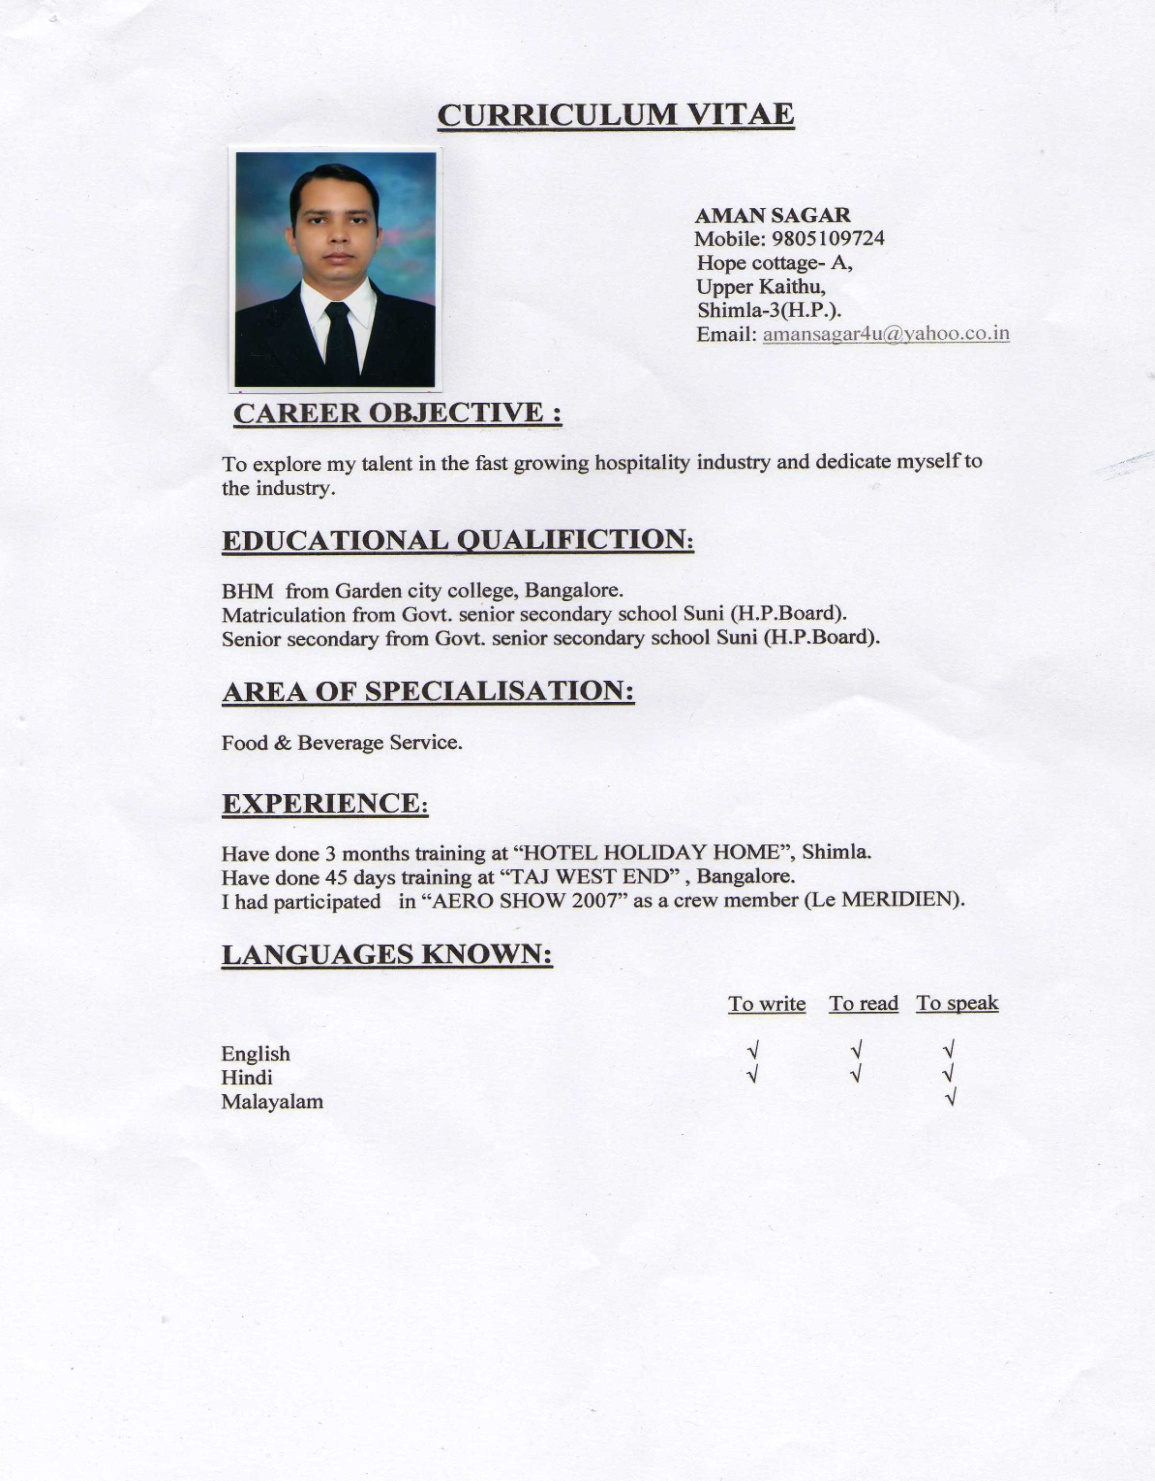 CURRICULUM VITAE
AMAN SAGAR
Mobile: 9805109724
Hope cottage- A,
Upper Kaithu,
Shimla-3(H.P.).
Email: amansagar4u@yahoo.co.in
CAREER OBJECTIVE :
To explore my talent in the fast growing hospitality industry and dedicate myself to
the industry.
EDUCATIONAL QUALIFICTION:
BHM from Garden city college, Bangalore.
Matriculation from Govt. senior secondary school Suni (H.P.Board).
Senior secondary from Govt. senior secondary school Suni (H.P.Board).
AREA OF SPECIALISATION:
Food & Beverage Service.
EXPERIENCE:
Have done 3 months training at “HOTEL HOLIDAY HOME”, Shimla.
Have done 45 days training at “TAJ WEST END” , Bangalore.
I had participated in “AERO SHOW 2007” as a crew member (Le MERIDIEN).
LANGUAGES KNOWN:
To write To read To speak
English √ √ √
Hindi √ √ √
Malayalam √